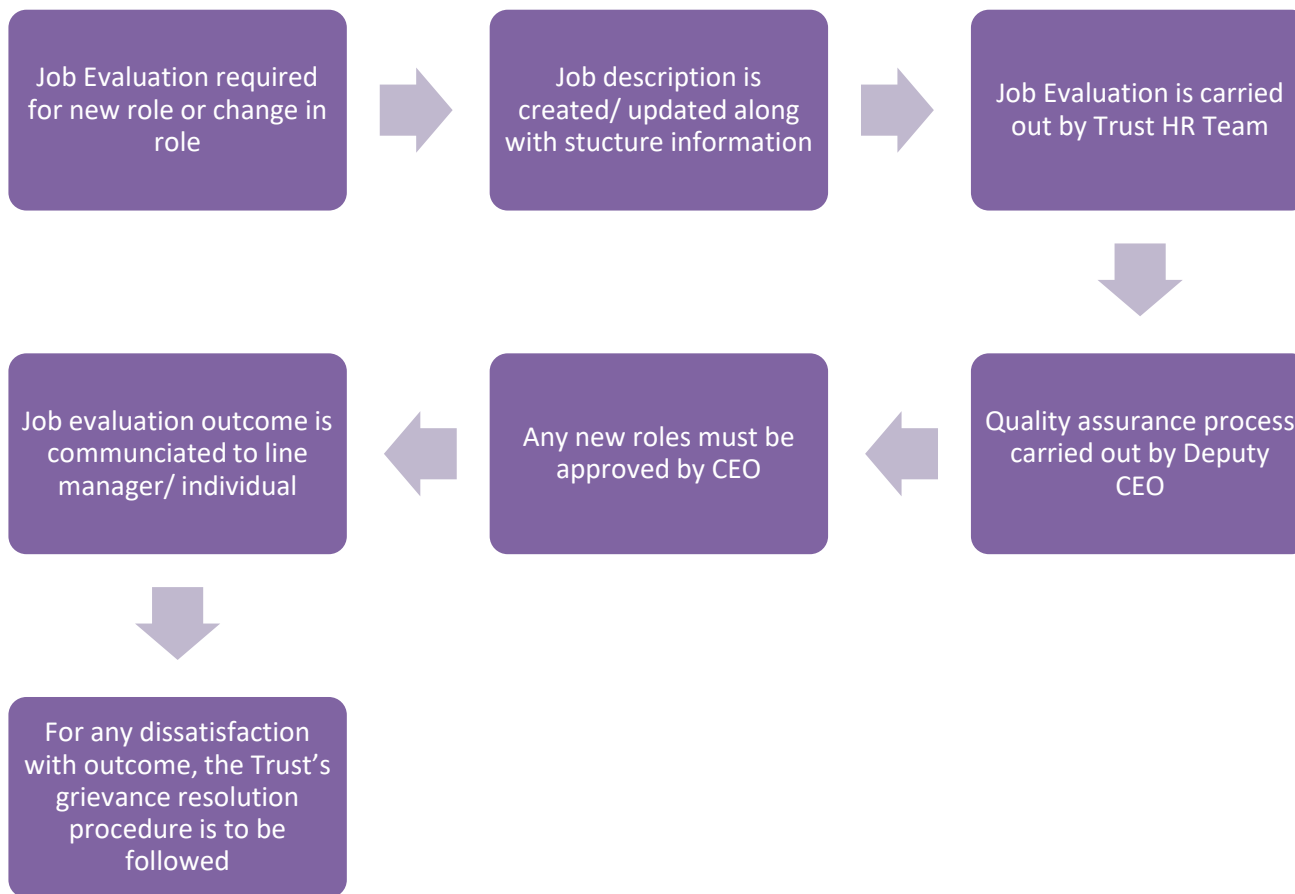 Job Evaluation required
for new role or change in
role
Job description is
created/ updated along
with stucture information
Job Evaluation is carried
out by Trust HR Team
Quality assurance process
carried out by Deputy
CEO
Any new roles must be
approved by CEO
Job evaluation outcome is
communciated to line
manager/ individual
For any dissatisfaction
with outcome, the Trust’s
grievance resolution
procedure is to be
followed